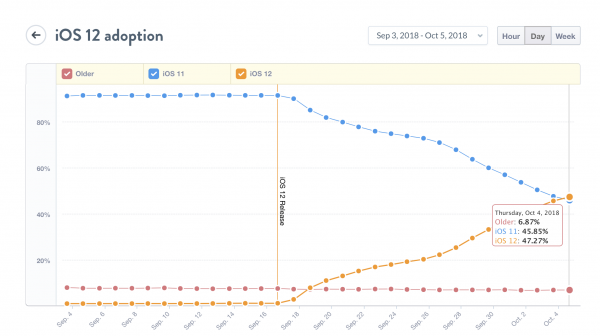 iOS 12 adoption
Sep 3, 2018 - Oct 5, 2018
Hour Day Week
Older iOS 11 iOS 12
80%
60%
40%
20%
iOS 12 Release
Thursday, Oct 4, 2018
Older: 6.87%
iOS 11: 45.85%
iOS 12: 47.27%
Sep. 4 Sep. 6 Sep. 8 Sep. 10 Sep. 12 Sep. 14 Sep. 16 Sep. 18 Sep. 20 Sep. 22 Sep. 24 Sep. 26 Sep. 28 Sep. 30 Oct. 2 Oct. 4